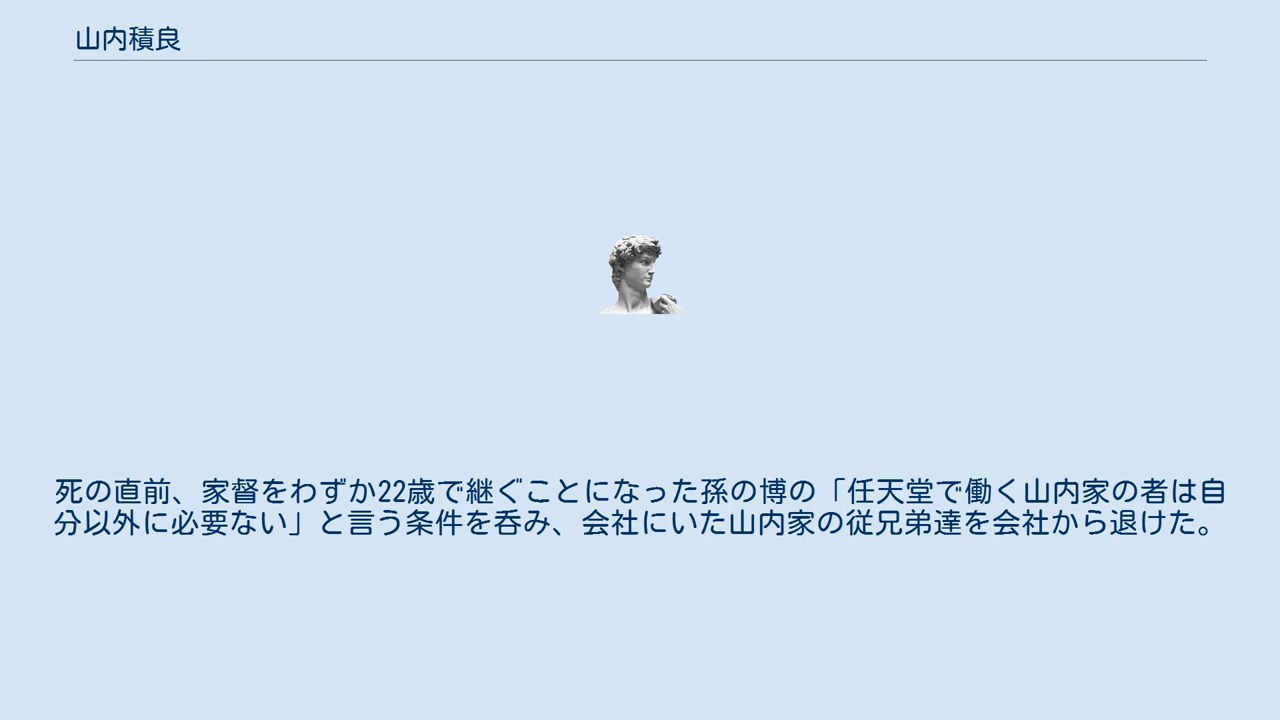 山内積良
死の直前、家督をわずか22歳で継ぐことになった孫の博の「任天堂で働く山内家の者は自
分以外に必要ない」と言う条件を呑み、会社にいた山内家の従兄弟達を会社から退けた。